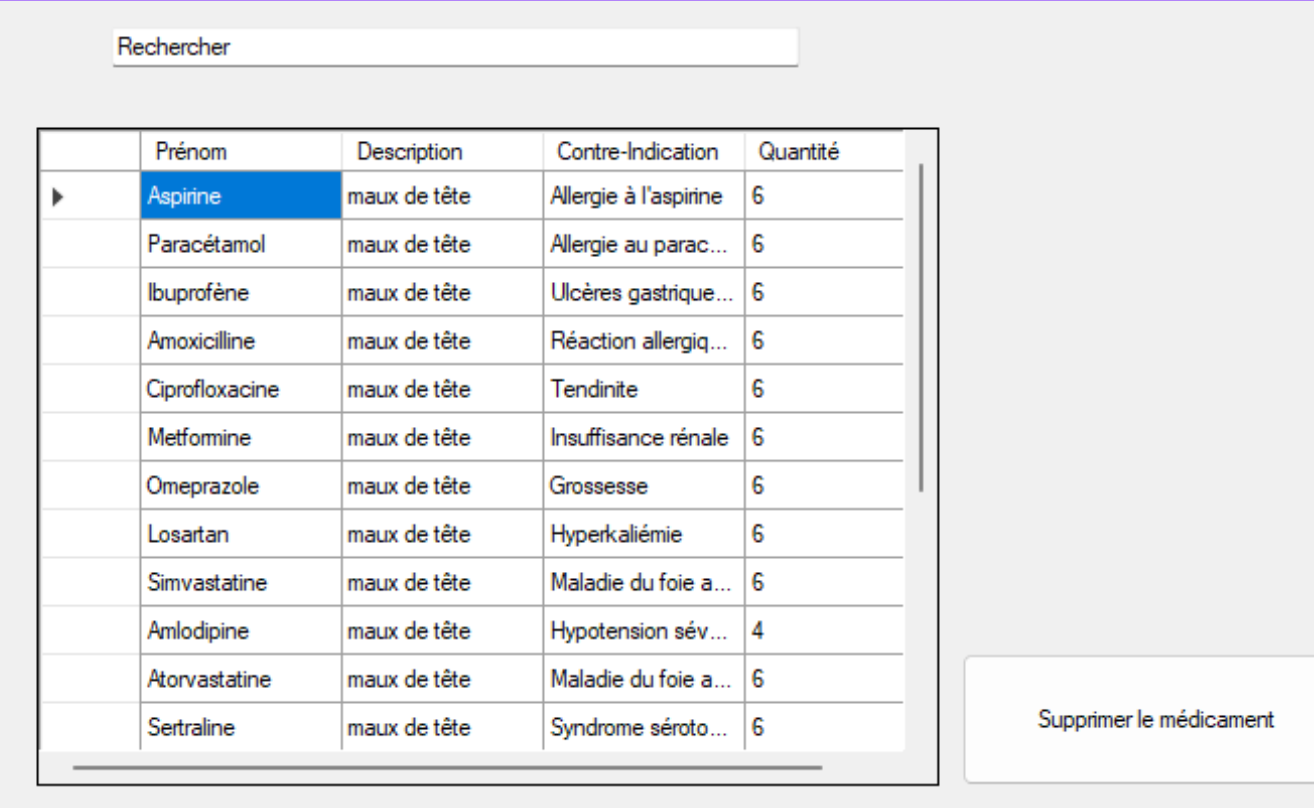 Rechercher
Prénom Description Contre-Indication Quantité
Aspirine maux de tête Allergie à l'aspirine 6
Paracétamol maux de tête Allergie au parac... 6
Ibuprofène maux de tête Ulcères gastrique... 6
Amoxicilline maux de tête Réaction allergiq... 6
Ciprofloxacine maux de tête Tendinite 6
Metformine maux de tête Insuffisance rénale 6
Omeprazole maux de tête Grossesse 6
Losartan maux de tête Hyperkaliémie 6
Simvastatine maux de tête Maladie du foie a... 6
Amlodipine maux de tête Hypotension sév... 4
Atorvastatine maux de tête Maladie du foie a... 6
Sertraline maux de tête Syndrome séroto... 6
Supprimer le médicament